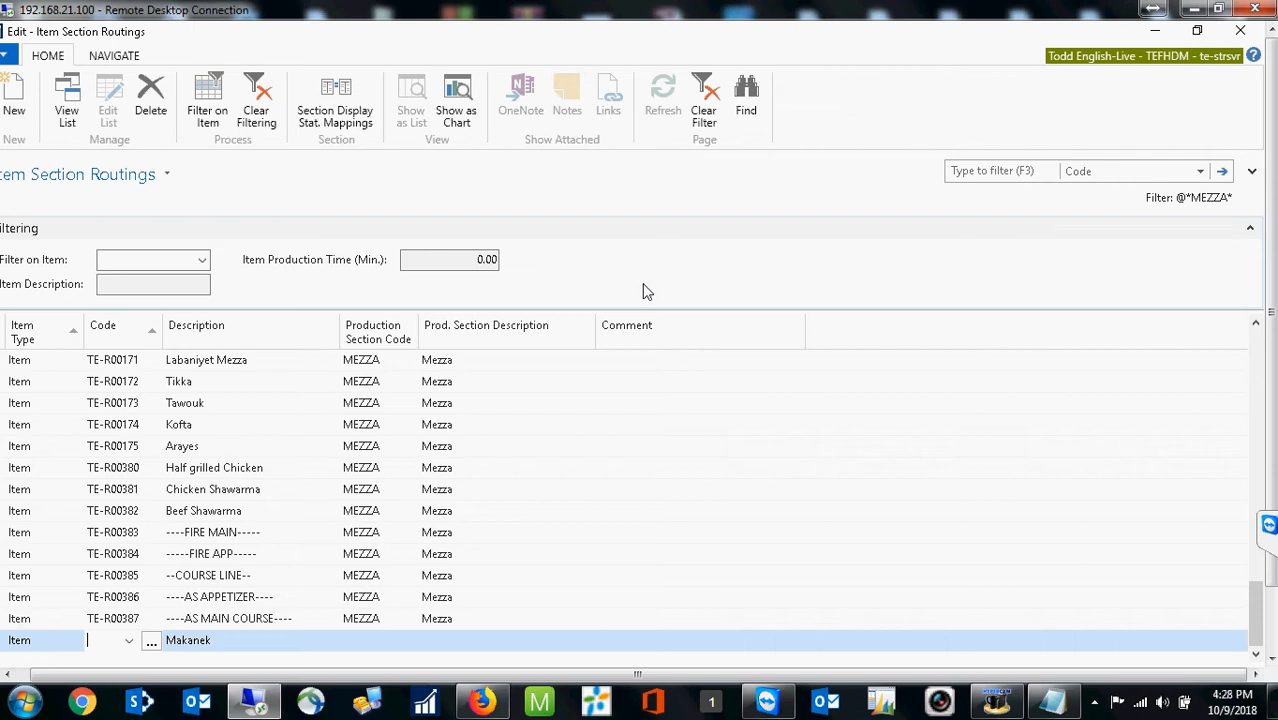 192.168.21.100 - Remote Desktop Connection
Edit - Item Section Routings
HOME NAVIGATE
Todd English-Live - TEFHDM - te-strsvr
New View List Edit List Delete Filter on Item Clear Filtering Section Display Stat. Mappings Show as List Show as Chart OneNote Notes Links Refresh Clear Filter Find
New Manage Process Section View Show Attached Page
tem Section Routings
Type to filter (F3) Code
Filter: @*MEZZA*
iltering
Filter on Item: Item Production Time (Min.): 0.00
Item Description:
Item Type Code Description Production Section Code Prod. Section Description Comment
Item TE-R00171 Labaniyet Mezza MEZZA Mezza
Item TE-R00172 Tikka MEZZA Mezza
Item TE-R00173 Tawouk MEZZA Mezza
Item TE-R00174 Kofta MEZZA Mezza
Item TE-R00175 Arayes MEZZA Mezza
Item TE-R00380 Half grilled Chicken MEZZA Mezza
Item TE-R00381 Chicken Shawarma MEZZA Mezza
Item TE-R00382 Beef Shawarma MEZZA Mezza
Item TE-R00383 ----FIRE MAIN----- MEZZA Mezza
Item TE-R00384 -----FIRE APP----- MEZZA Mezza
Item TE-R00385 --COURSE LINE-- MEZZA Mezza
Item TE-R00386 ----AS APPETIZER---- MEZZA Mezza
Item TE-R00387 ----AS MAIN COURSE---- MEZZA Mezza
Item ... Makanek
4:28 PM
10/9/2018